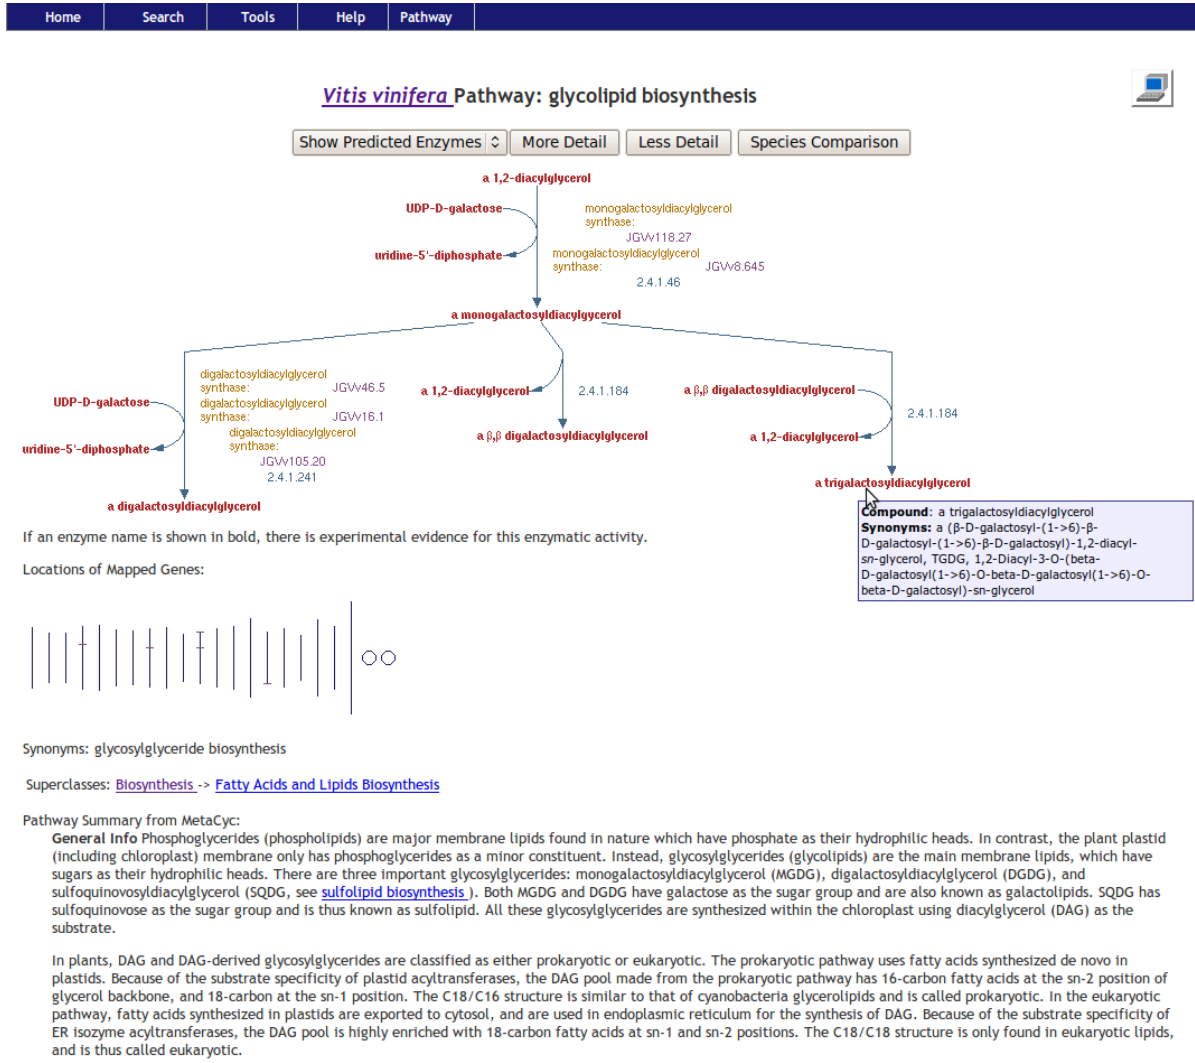 Home Search Tools Help Pathway
Vitis vinifera Pathway: glycolipid biosynthesis
Show Predicted Enzymes More Detail Less Detail Species Comparison
a 1,2-diacylglycerol
UDP-D-galactose
monogalactosyldiacylglycerol
synthase:
JGVv118.27
uridine-5'-diphosphate
monogalactosyldiacylglycerol
synthase:
JGVv8.645
2.4.1.46
a monogalactosyldiacylgycerol
digalactosyldiacylglycerol
synthase:
JGVv46.5
UDP-D-galactose
digalactosyldiacylglycerol
synthase:
JGVv16.1
digalactosyldiacylglycerol
synthase:
uridine-5'-diphosphate
JGVv105.20
2.4.1.241
a digalactosyldiacylglycerol
a 1,2-diacylglycerol
2.4.1.184
a β,β digalactosyldiacylglycerol
a β,β digalactosyldiacylglycerol
2.4.1.184
a 1,2-diacylglycerol
a trigalactosyldiacylglycerol
Compound: a trigalactosyldiacylglycerol
Synonyms: a (β-D-galactosyl-(1->6)-β-
D-galactosyl-(1->6)-β-D-galactosyl)-1,2-diacyl-
sn-glycerol, TGDG, 1,2-Diacyl-3-O-(beta-
D-galactosyl(1->6)-O-beta-D-galactosyl(1->6)-O-
beta-D-galactosyl)-sn-glycerol
If an enzyme name is shown in bold, there is experimental evidence for this enzymatic activity.
Locations of Mapped Genes:
Synonyms: glycosylglyceride biosynthesis
Superclasses: Biosynthesis -> Fatty Acids and Lipids Biosynthesis
Pathway Summary from MetaCyc:
General Info Phosphoglycerides (phospholipids) are major membrane lipids found in nature which have phosphate as their hydrophilic heads. In contrast, the plant plastid
(including chloroplast) membrane only has phosphoglycerides as a minor constituent. Instead, glycosylglycerides (glycolipids) are the main membrane lipids, which have
sugars as their hydrophilic heads. There are three important glycosylglycerides: monogalactosyldiacylglycerol (MGDG), digalactosyldiacylglycerol (DGDG), and
sulfoquinovosyldiacylglycerol (SQDG, see sulfolipid biosynthesis ). Both MGDG and DGDG have galactose as the sugar group and are also known as galactolipids. SQDG has
sulfoquinovose as the sugar group and is thus known as sulfolipid. All these glycosylglycerides are synthesized within the chloroplast using diacylglycerol (DAG) as the
substrate.
In plants, DAG and DAG-derived glycosylglycerides are classified as either prokaryotic or eukaryotic. The prokaryotic pathway uses fatty acids synthesized de novo in
plastids. Because of the substrate specificity of plastid acyltransferases, the DAG pool made from the prokaryotic pathway has 16-carbon fatty acids at the sn-2 position of
glycerol backbone, and 18-carbon at the sn-1 position. The C18/C16 structure is similar to that of cyanobacteria glycerolipids and is called prokaryotic. In the eukaryotic
pathway, fatty acids synthesized in plastids are exported to cytosol, and are used in endoplasmic reticulum for the synthesis of DAG. Because of the substrate specificity of
ER isozyme acyltransferases, the DAG pool is highly enriched with 18-carbon fatty acids at sn-1 and sn-2 positions. The C18/C18 structure is only found in eukaryotic lipids,
and is thus called eukaryotic.